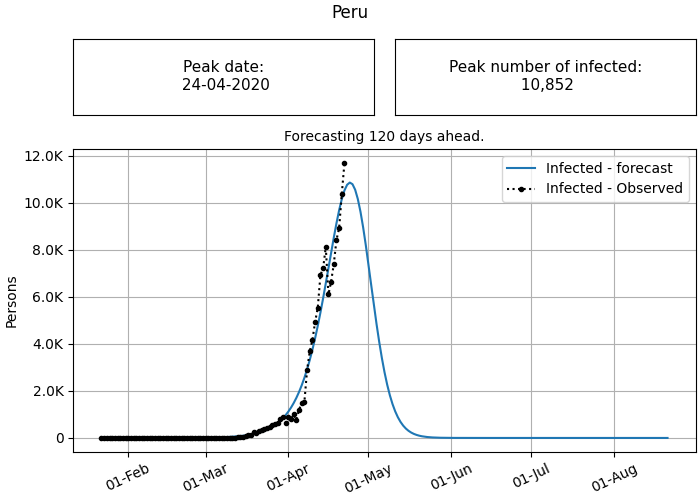 Peru
Peak date:
24-04-2020
Peak number of infected:
10,852
Forecasting 120 days ahead.
12.0K
10.0K
8.0K
6.0K
4.0K
2.0K
0
Persons
Infected - forecast
Infected - Observed
01-Feb
01-Mar
01-Apr
01-May
01-Jun
01-Jul
01-Aug